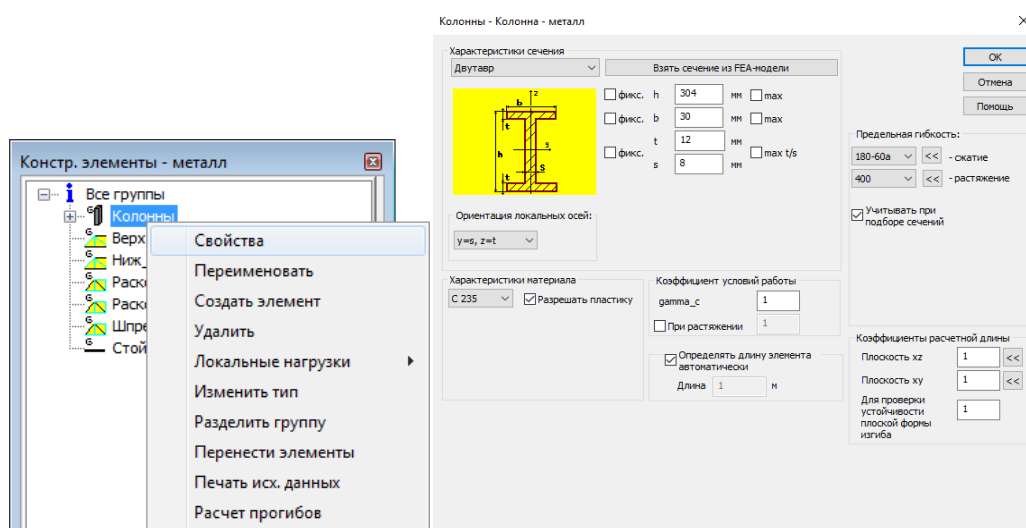 Констр. элементы - металл
Все группы
Колонны
Верх
Ниж_
Раск
Раск
Шпре
Стой
Свойства
Переименовать
Создать элемент
Удалить
Локальные нагрузки
Изменить тип
Разделить группу
Перенести элементы
Печать исх. данных
Расчет прогибов
Колонны - Колонна - металл
Характеристики сечения
Двутавр
Взять сечение из FEA-модели
z
b
t
h
s
t
фикс. h 304 мм max
фикс. b 30 мм max
t 12 мм
фикс. max t/s
s 8 мм
Ориентация локальных осей:
y=s, z=t
Характеристики материала
C 235
Разрешать пластику
Коэффициент условий работы
gamma_c 1
При растяжении 1
Определять длину элемента
автоматически
Длина 1 м
OK
Отмена
Помощь
Предельная гибкость:
180-60a << - сжатие
400 << - растяжение
Учитывать при
подборе сечений
Коэффициенты расчетной длины
Плоскость xz 1 <<
Плоскость xy 1 <<
Для проверки
устойчивости
плоской формы
изгиба
1